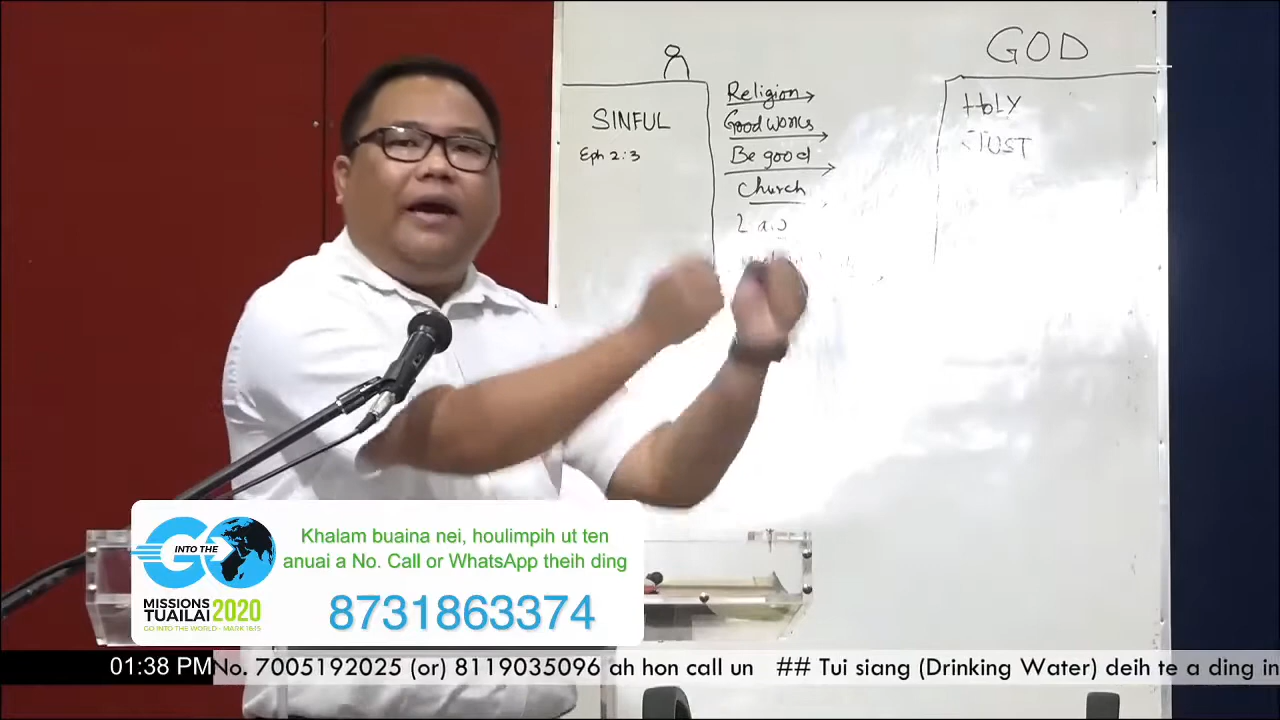 GOD
Religion
HOLY
SINFUL
Good works
JUST
Eph 2:3
Be good
Church
Law
INTO THE
GO
MISSIONS
TUAILAI 2020
GO INTO THE WORLD - MARK 16:15
Khalam buaina nei, houlimpih ut ten
anuai a No. Call or WhatsApp theih ding
8731863374
01:38 PM
No. 7005192025 (or) 8119035096 ah hon call un ## Tui siang (Drinking Water) deih te a ding in